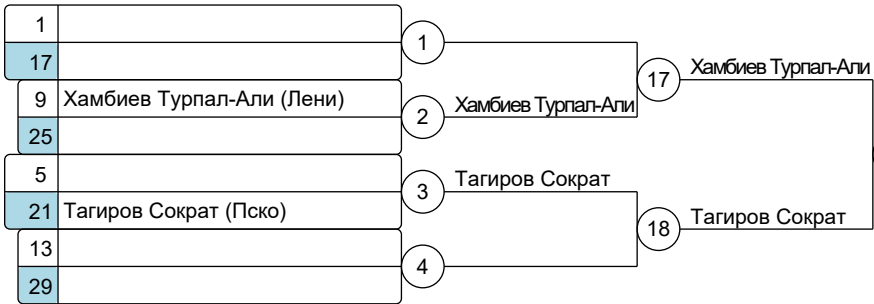 1
17
1
9 Хамбиев Турпал-Али (Лени)
25
2
Хамбиев Турпал-Али
17
Хамбиев Турпал-Али
5
21 Тагиров Сократ (Пско)
3
Тагиров Сократ
13
29
4
18
Тагиров Сократ